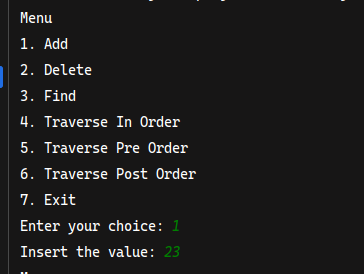 Menu
1. Add
2. Delete
3. Find
4. Traverse In Order
5. Traverse Pre Order
6. Traverse Post Order
7. Exit
Enter your choice: 1
Insert the value: 23